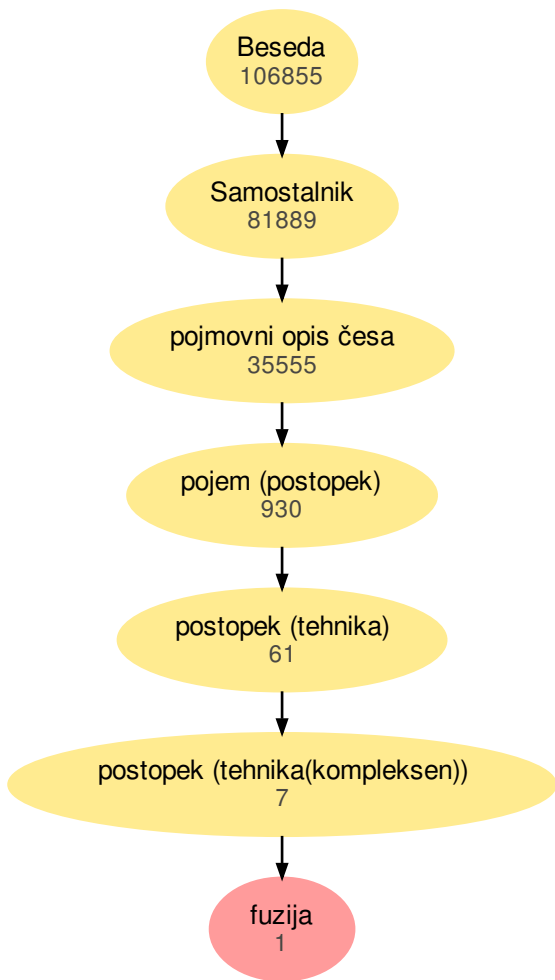 Beseda
106855
Samostalnik
81889
pojmovni opis česa
35555
pojem (postopek)
930
postopek (tehnika)
61
postopek (tehnika(kompleksen))
7
fuzija
1